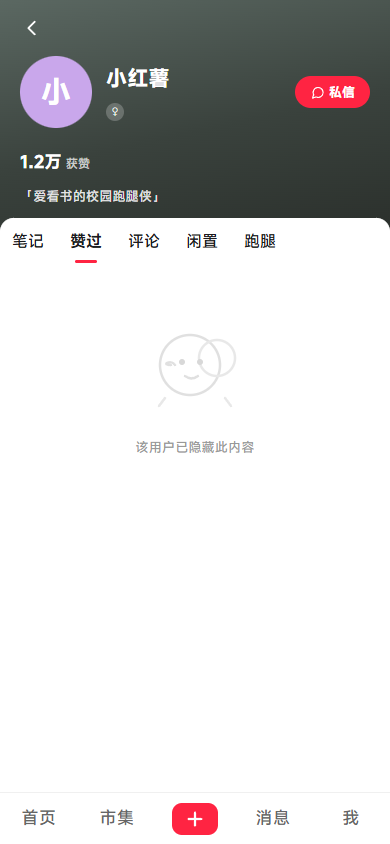 小
小红薯
♀
私信
1.2万 获赞
「爱看书的校园跑腿侠」
笔记 赞过 评论 闲置 跑腿
该用户已隐藏此内容
首页 市集 + 消息 我